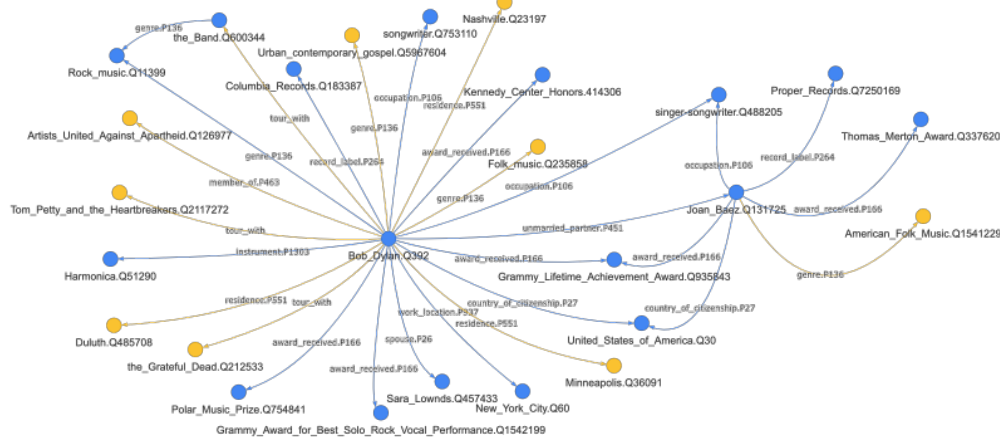 Nashville.Q23197
genre.P136
the_Band.Q600344
songwriter.Q753110
Urban_contemporary_gospel.Q5967604
Rock_music.Q11399
Columbia_Records.Q183387
Kennedy_Center_Honors.414306
Proper_Records.Q7250169
occupation.P106
residence.P551
singer-songwriter.Q488205
tour_with
genre.P136
Artists_United_Against_Apartheid.Q126977
Thomas_Merton_Award.Q337620
genre.P136
record_label.P264
award_received.P166
Folk_music.Q235858
occupation.P106
record_label.P264
member_of.P463
occupation.P106
genre.P136
Tom_Petty_and_the_Heartbreakers.Q2117272
Joan_Baez.Q131725
award_received.P166
tour_with
unmarried_partner.P451
American_Folk_Music.Q1541229
instrument.P1303
Bob_Dylan.Q392
award_received.P166
award_received.P166
Harmonica.Q51290
Grammy_Lifetime_Achievement_Award.Q935843
genre.P136
residence.P551
tour_with
country_of_citizenship.P27
work_location.P937
country_of_citizenship.P27
residence.P551
Duluth.Q485708
spouse.P26
United_States_of_America.Q30
award_received.P166
the_Grateful_Dead.Q212533
award_received.P166
Minneapolis.Q36091
Sara_Lownds.Q457433
Polar_Music_Prize.Q754841
New_York_City.Q60
Grammy_Award_for_Best_Solo_Rock_Vocal_Performance.Q1542199